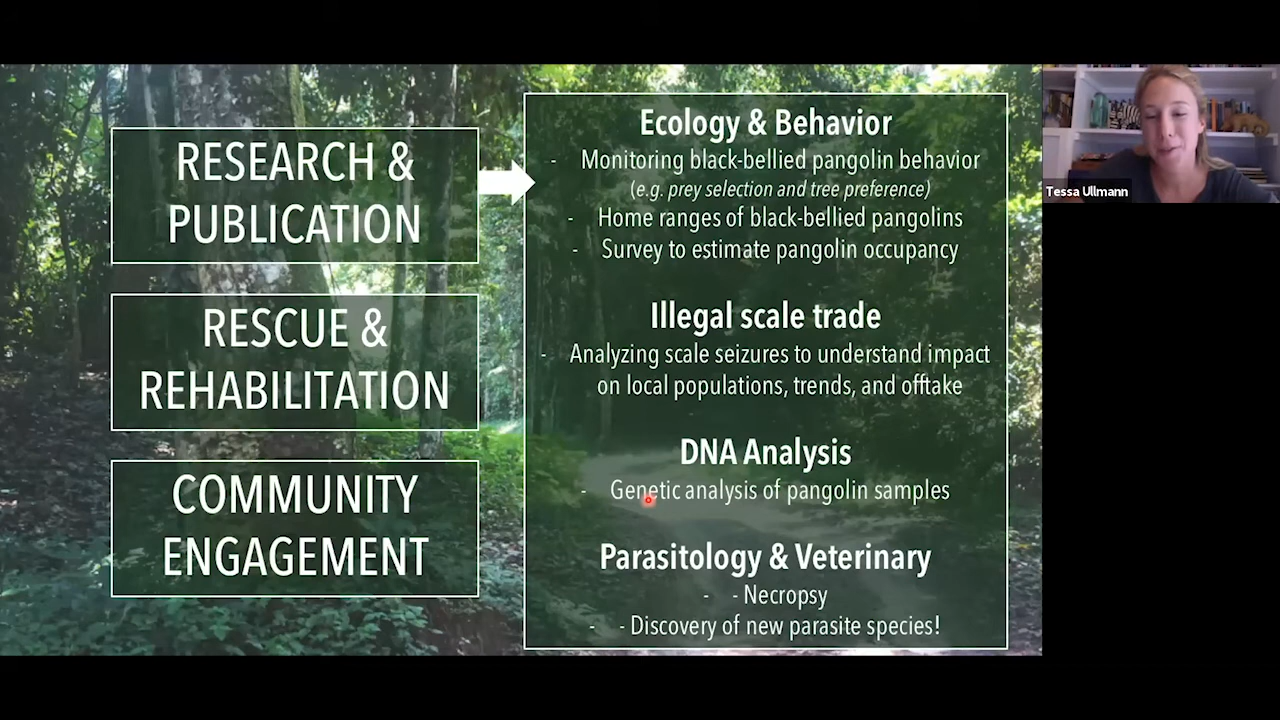 RESEARCH &
PUBLICATION
RESCUE &
REHABILITATION
COMMUNITY
ENGAGEMENT
Ecology & Behavior
- Monitoring black-bellied pangolin behavior
(e.g. prey selection and tree preference)
- Home ranges of black-bellied pangolins
- Survey to estimate pangolin occupancy
Illegal scale trade
- Analyzing scale seizures to understand impact
on local populations, trends, and offtake
DNA Analysis
- Genetic analysis of pangolin samples
Parasitology & Veterinary
- - Necropsy
- - Discovery of new parasite species!
Tessa Ullmann